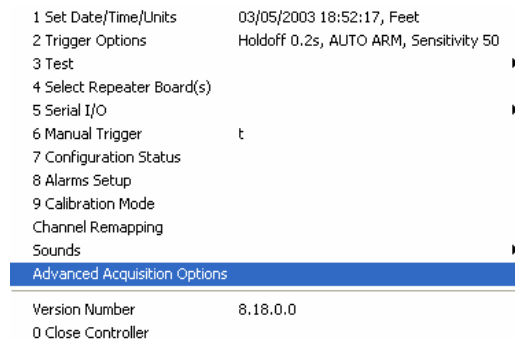 1 Set Date/Time/Units 03/05/2003 18:52:17, Feet
2 Trigger Options Holdoff 0.2s, AUTO ARM, Sensitivity 50
3 Test
4 Select Repeater Board(s)
5 Serial I/O
6 Manual Trigger t
7 Configuration Status
8 Alarms Setup
9 Calibration Mode
Channel Remapping
Sounds
Advanced Acquisition Options
Version Number 8.18.0.0
0 Close Controller